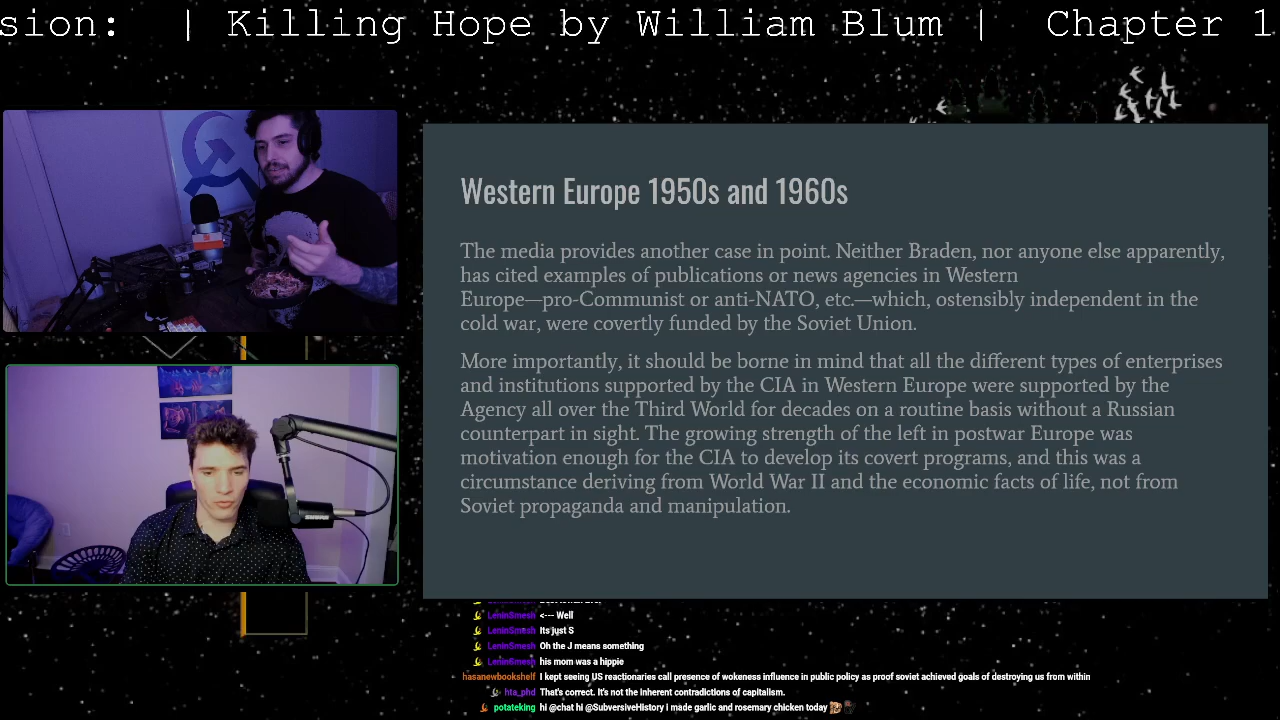 sion: | Killing Hope by William Blum | Chapter 1
Western Europe 1950s and 1960s
The media provides another case in point. Neither Braden, nor anyone else apparently,
has cited examples of publications or news agencies in Western
Europe—pro-Communist or anti-NATO, etc.—which, ostensibly independent in the
cold war, were covertly funded by the Soviet Union.
More importantly, it should be borne in mind that all the different types of enterprises
and institutions supported by the CIA in Western Europe were supported by the
Agency all over the Third World for decades on a routine basis without a Russian
counterpart in sight. The growing strength of the left in postwar Europe was
motivation enough for the CIA to develop its covert programs, and this was a
circumstance deriving from World War II and the economic facts of life, not from
Soviet propaganda and manipulation.
SHURE
LeninSmesh <--- Well
LeninSmesh Its just S
LeninSmesh Oh the J means something
LeninSmesh his mom was a hippie
hasanewbookshelf I kept seeing US reactionaries call presence of wokeness influence in public policy as proof soviet achieved goals of destroying us from within
hta_phd That's correct. It's not the inherent contradictions of capitalism.
potateking hi @chat hi @SubversiveHistory i made garlic and rosemary chicken today